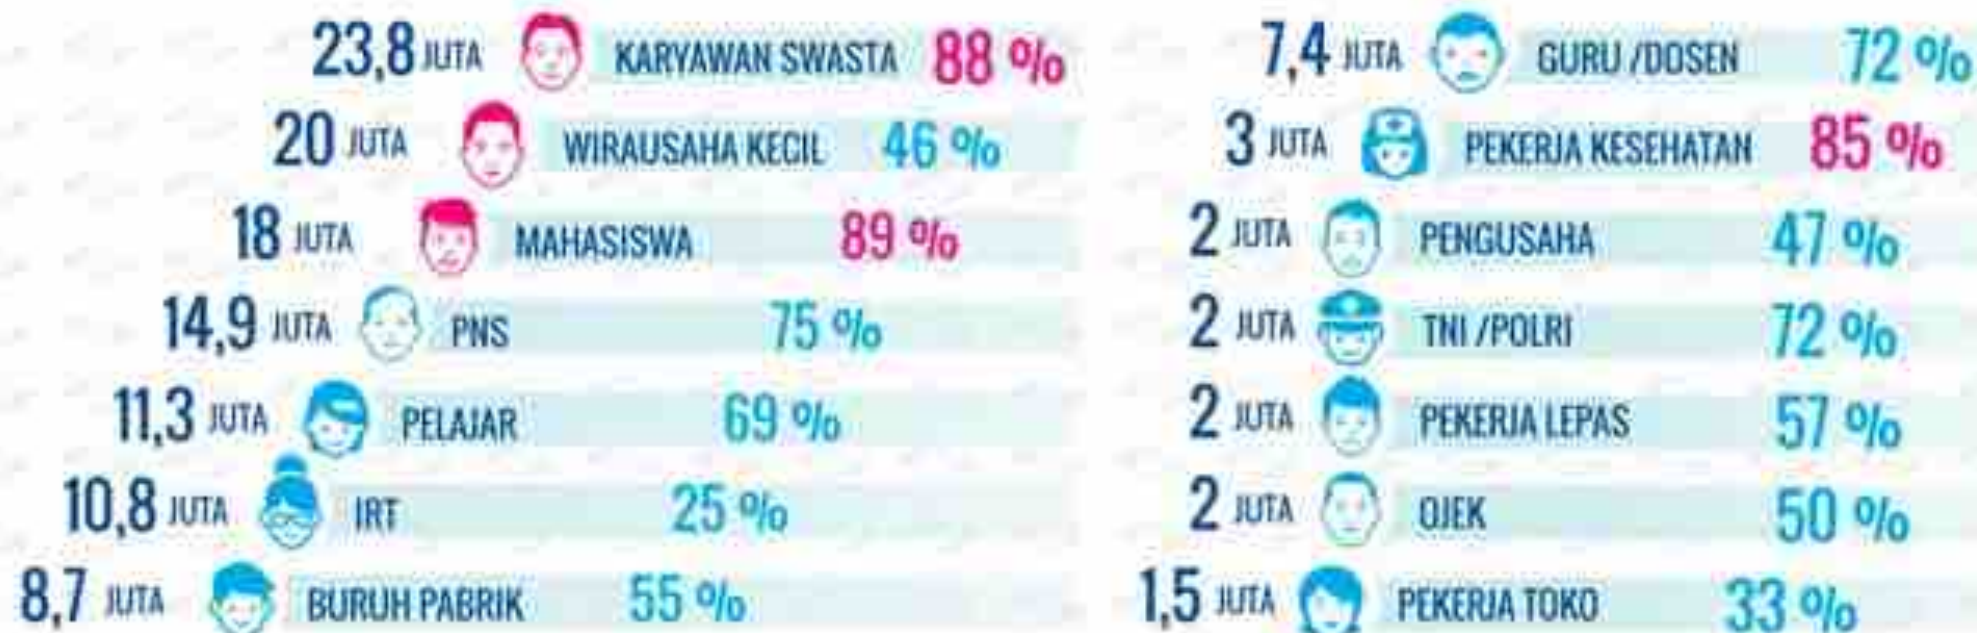 23,8 JUTA KARYAWAN SWASTA 88 %
20 JUTA WIRAUSAHA KECIL 46 %
18 JUTA MAHASISWA 89 %
14,9 JUTA PNS 75 %
11,3 JUTA PELAJAR 69 %
10,8 JUTA IRT 25 %
8,7 JUTA BURUH PABRIK 55 %
7,4 JUTA GURU /DOSEN 72 %
3 JUTA PEKERJA KESEHATAN 85 %
2 JUTA PENGUSAHA 47 %
2 JUTA TNI /POLRI 72 %
2 JUTA PEKERJA LEPAS 57 %
2 JUTA OJEK 50 %
1,5 JUTA PEKERJA TOKO 33 %